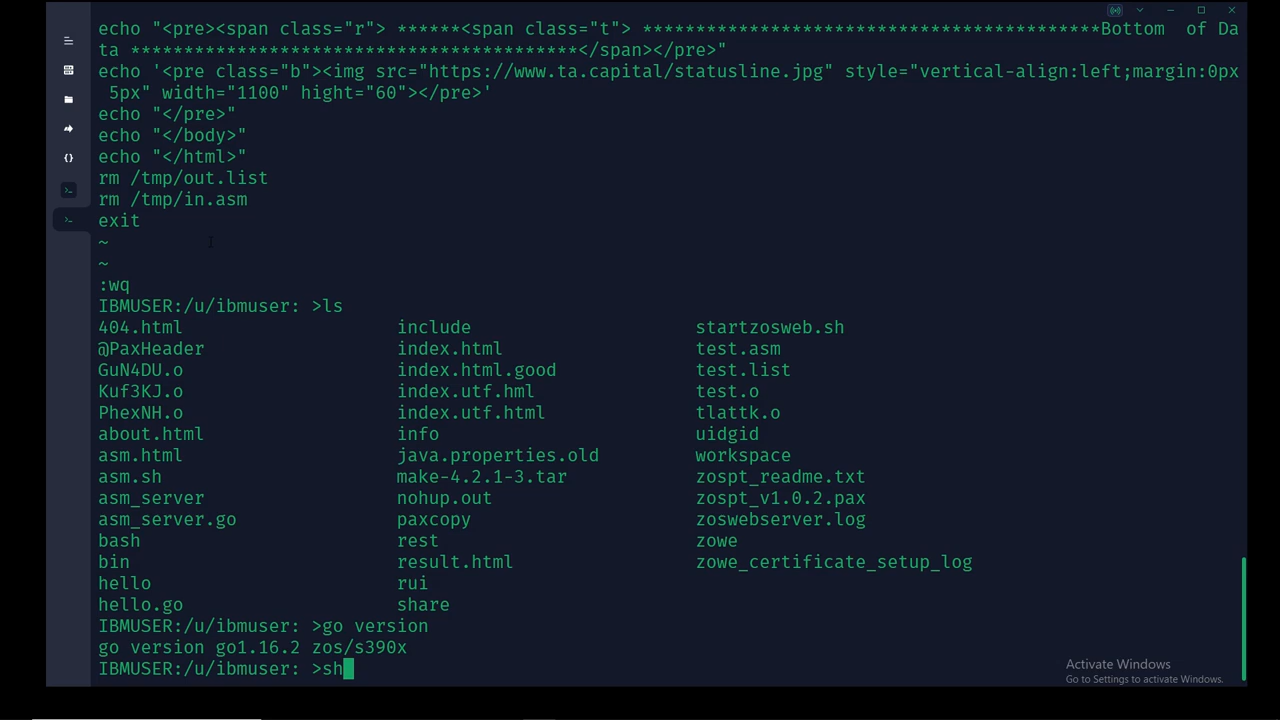 echo "<pre><span class="r"> ******<span class="t"> *******************************************Bottom  of Da
ta ******************************************</span></pre>"
echo '<pre class="b"><img src="https://www.ta.capital/statusline.jpg" style="vertical-align:left;margin:0px
 5px" width="1100" hight="60"></pre>'
echo "</pre>"
echo "</body>"
echo "</html>"
rm /tmp/out.list
rm /tmp/in.asm
exit
~
~
:wq
IBMUSER:/u/ibmuser: >ls
404.html                    include                     startzosweb.sh
@PaxHeader                  index.html                  test.asm
GuN4DU.o                    index.html.good             test.list
Kuf3KJ.o                    index.utf.hml               test.o
PhexNH.o                    index.utf.html              tlattk.o
about.html                  info                        uidgid
asm.html                    java.properties.old         workspace
asm.sh                      make-4.2.1-3.tar            zospt_readme.txt
asm_server                  nohup.out                   zospt_v1.0.2.pax
asm_server.go               paxcopy                     zoswebserver.log
bash                        rest                        zowe
bin                         result.html                 zowe_certificate_setup_log
hello                       rui
hello.go                    share
IBMUSER:/u/ibmuser: >go version
go version go1.16.2 zos/s390x
IBMUSER:/u/ibmuser: >sh
Activate Windows
Go to Settings to activate Windows.